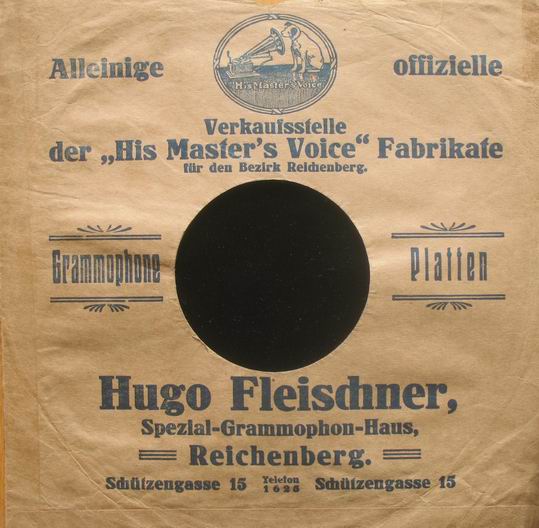 Alleinige offizielle
"His Master's Voice"
Verkaufsstelle
der „His Master's Voice“ Fabrikate
für den Bezirk Reichenberg.
Grammophone
Platten
Hugo Fleischner,
Spezial-Grammophon-Haus,
Reichenberg.
Schützengasse 15 Telefon 1626 Schützengasse 15